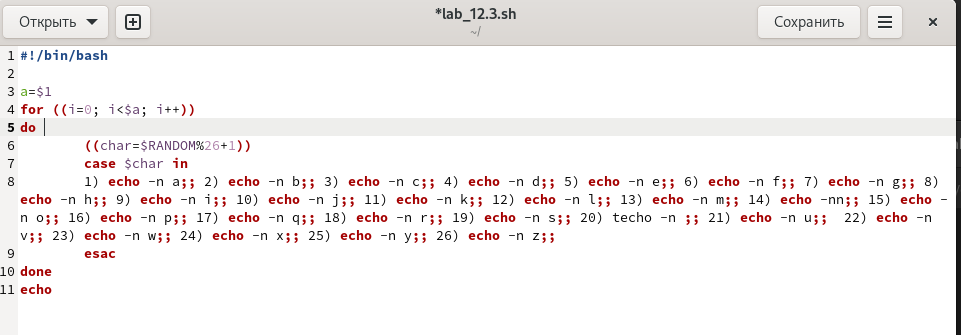 Открыть
*lab_12.3.sh
~/
Сохранить
1 #!/bin/bash
2
3 a=$1
4 for ((i=0; i<$a; i++))
5 do
6 ((char=$RANDOM%26+1))
7 case $char in
8 1) echo -n a;; 2) echo -n b;; 3) echo -n c;; 4) echo -n d;; 5) echo -n e;; 6) echo -n f;; 7) echo -n g;; 8)
echo -n h;; 9) echo -n i;; 10) echo -n j;; 11) echo -n k;; 12) echo -n l;; 13) echo -n m;; 14) echo -nn;; 15) echo -
n o;; 16) echo -n p;; 17) echo -n q;; 18) echo -n r;; 19) echo -n s;; 20) techo -n ;; 21) echo -n u;;  22) echo -n
v;; 23) echo -n w;; 24) echo -n x;; 25) echo -n y;; 26) echo -n z;;
9 esac
10 done
11 echo